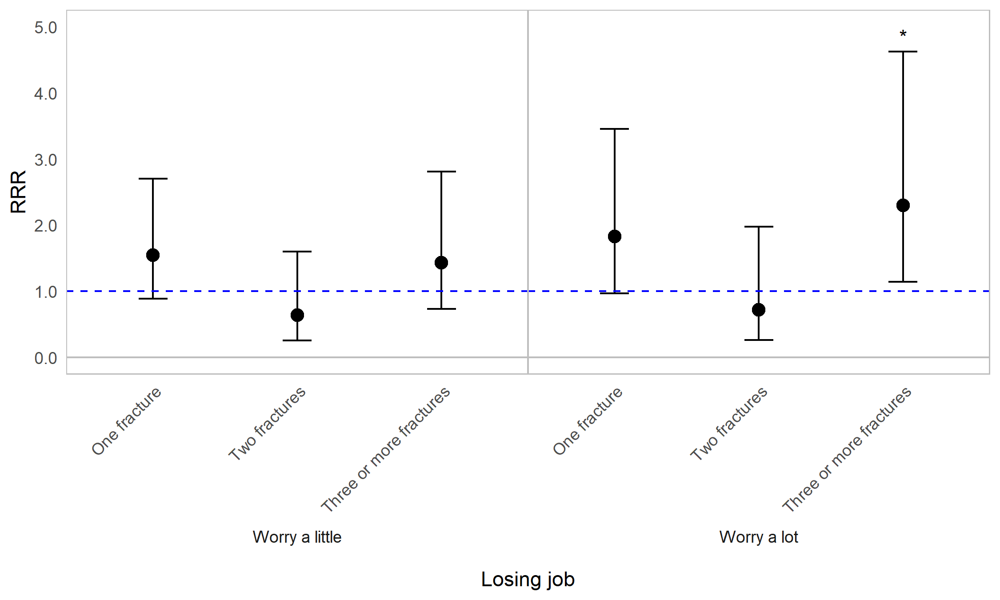 5.0
4.0
3.0
2.0
1.0
0.0
RRR
*
One fracture
Two fractures
Three or more fractures
One fracture
Two fractures
Three or more fractures
Worry a little
Worry a lot
Losing job